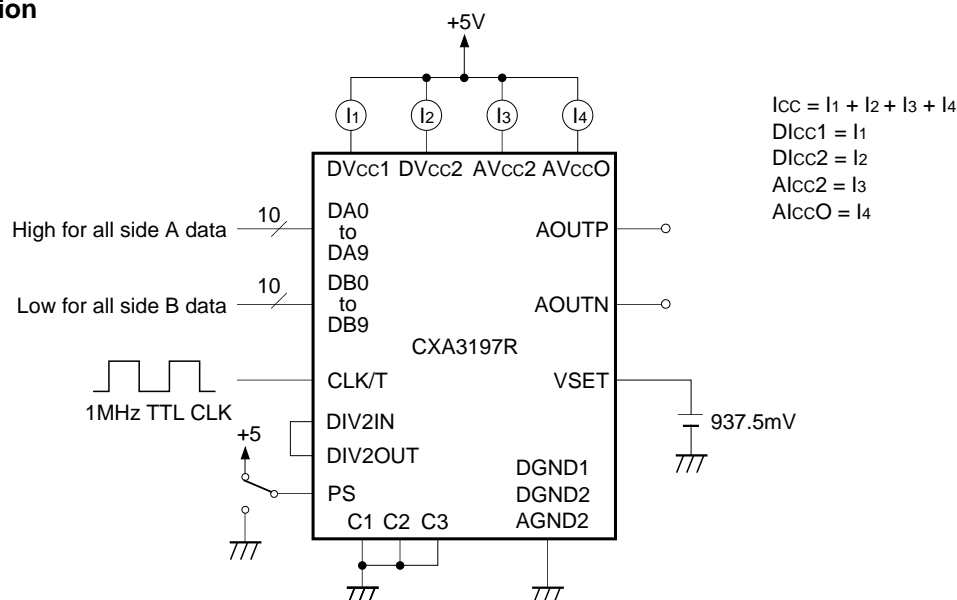 ion
+5V
I1 I2 I3 I4
ICC = I1 + I2 + I3 + I4
DICC1 = I1
DICC2 = I2
AICC2 = I3
AICCO = I4
DVCC1 DVCC2 AVCC2 AVCCO
High for all side A data
10
DA0
to
DA9
AOUTP
Low for all side B data
10
DB0
to
DB9
AOUTN
CXA3197R
1MHz TTL CLK
CLK/T
VSET
937.5mV
DIV2IN
DIV2OUT
+5
PS
DGND1
DGND2
AGND2
C1 C2 C3